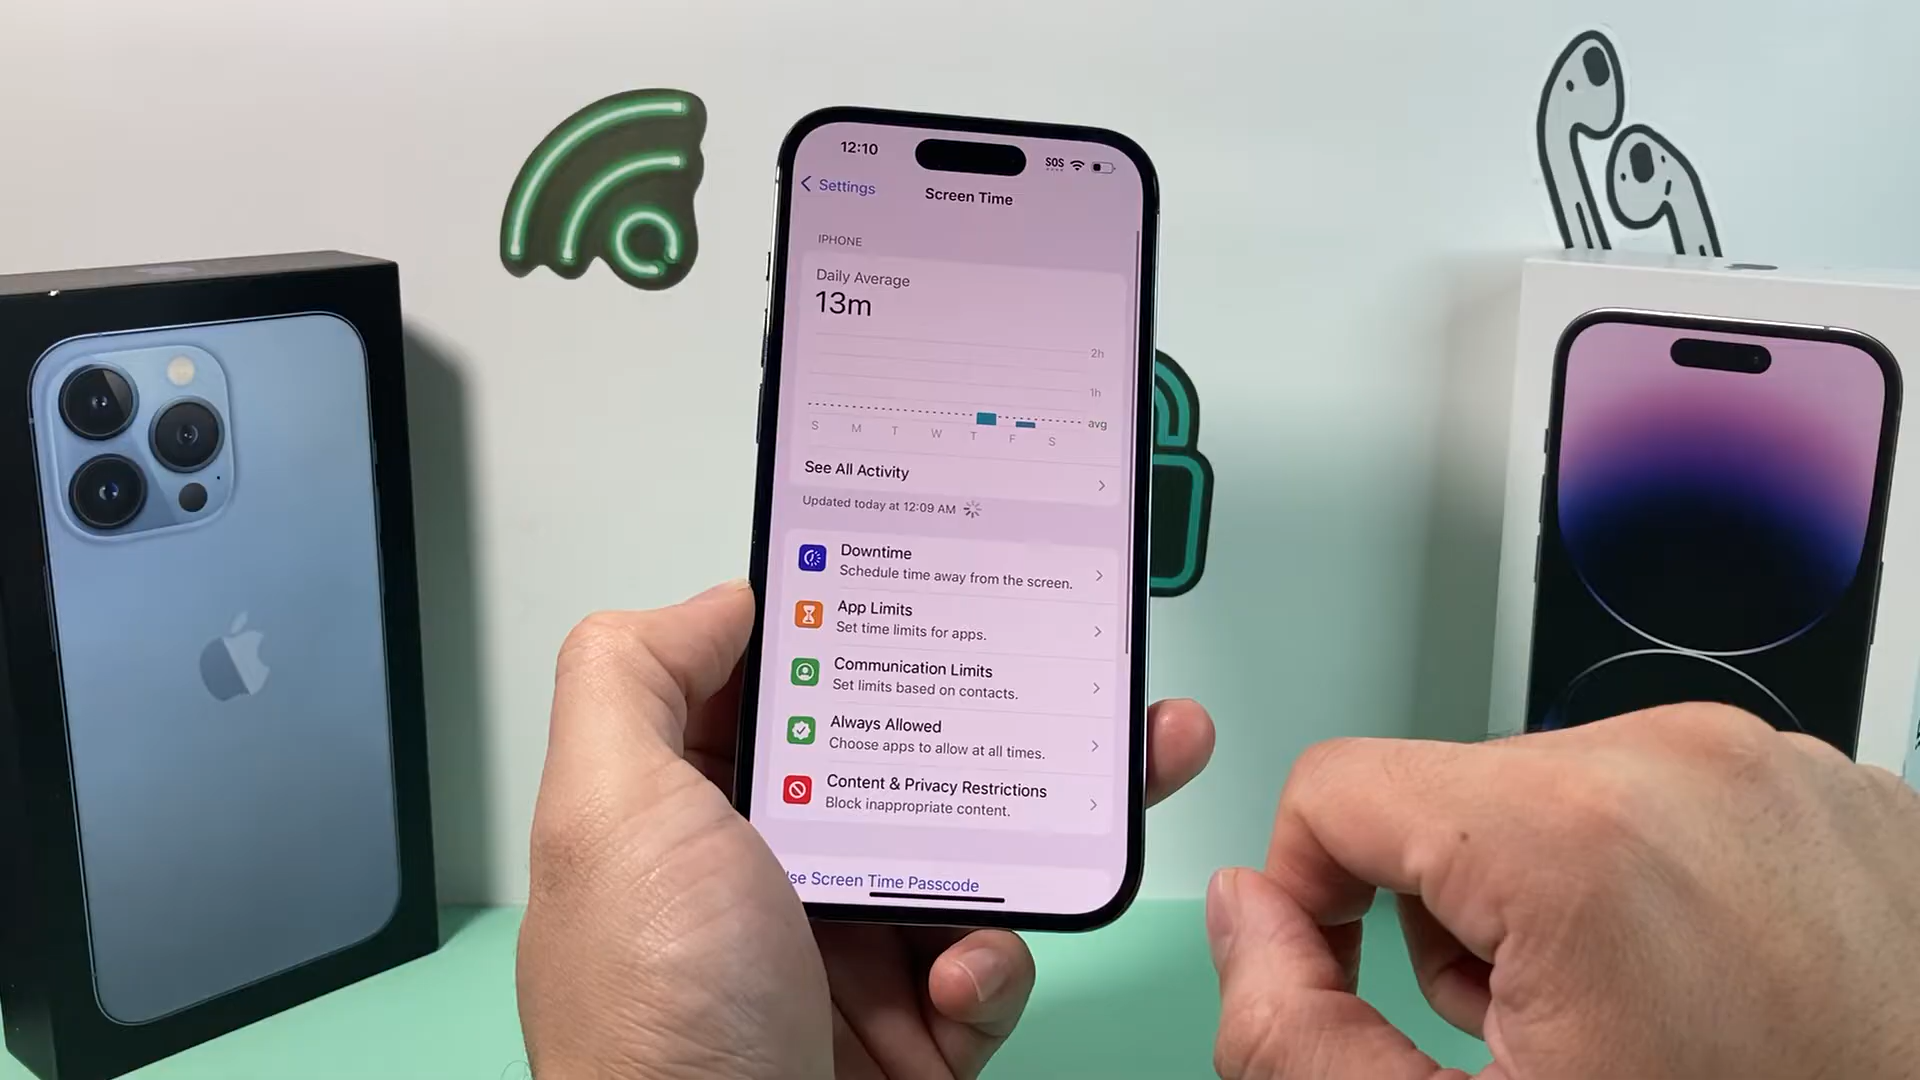 12:10
SOS
Settings
Screen Time
IPHONE
Daily Average
13m
2h
1h
avg
S M T W T F S
See All Activity
Updated today at 12:09 AM
Downtime
Schedule time away from the screen.
App Limits
Set time limits for apps.
Communication Limits
Set limits based on contacts.
Always Allowed
Choose apps to allow at all times.
Content & Privacy Restrictions
Block inappropriate content.
Screen Time Passcode